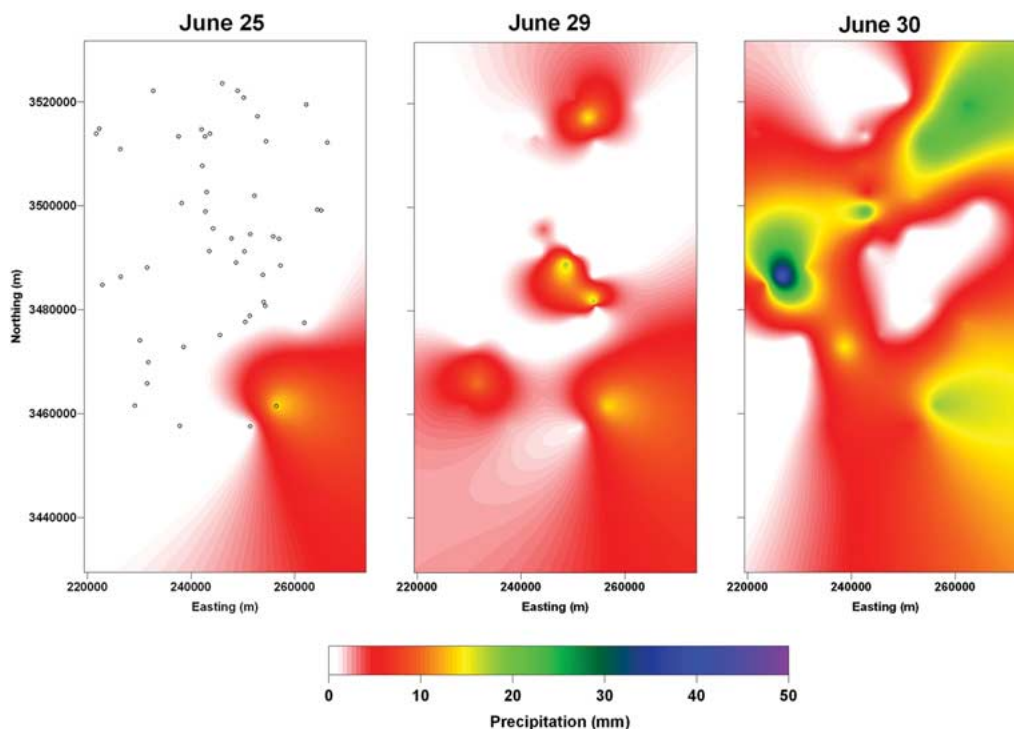 June 25 June 29 June 30
3520000
3500000
Northing (m)
3480000
3460000
3440000
220000 240000 260000 220000 240000 260000 220000 240000 260000
Easting (m) Easting (m) Easting (m)
0 10 20 30 40 50
Precipitation (mm)